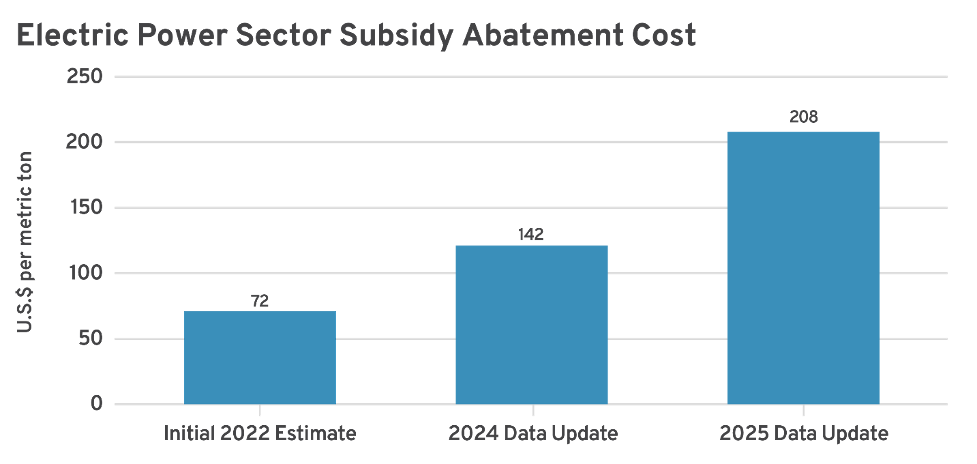 Electric Power Sector Subsidy Abatement Cost
250
200
150
100
50
0
U.S.$ per metric ton
72
142
208
Initial 2022 Estimate
2024 Data Update
2025 Data Update